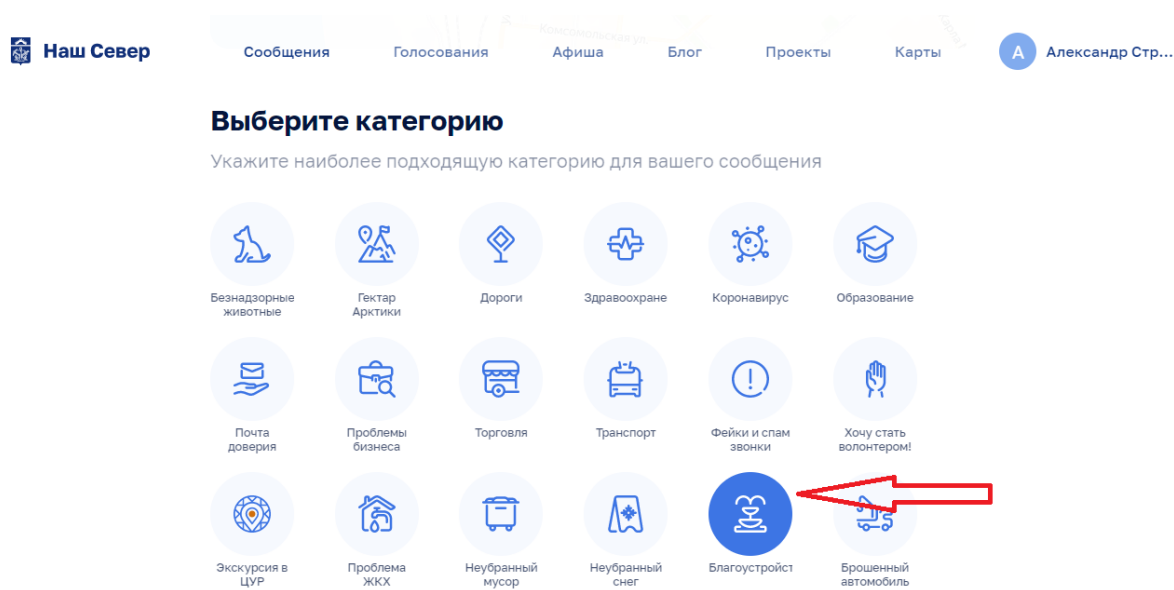 Комсомольская ул.
Наш Север
Сообщения
Голосования
Афиша
Блог
Проекты
Карты
А
Александр Стр...
Выберите категорию
Укажите наиболее подходящую категорию для вашего сообщения
Безнадзорные
животные
Гектар
Арктики
Дороги
Здравоохране
Коронавирус
Образование
Почта
доверия
Проблемы
бизнеса
Торговля
Транспорт
Фейки и спам
звонки
Хочу стать
волонтером!
Экскурсия в
ЦУР
Проблема
ЖКХ
Неубранный
мусор
Неубранный
снег
Благоустройст
Брошенный
автомобиль